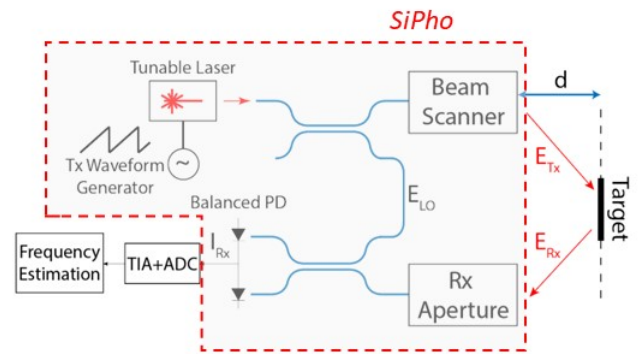 SiPho
Tunable Laser
Tx Waveform
Generator
~
Beam
Scanner
d
E_Tx
Target
E_LO
Balanced PD
I_Rx
E_Rx
Frequency
Estimation
TIA+ADC
Rx
Aperture